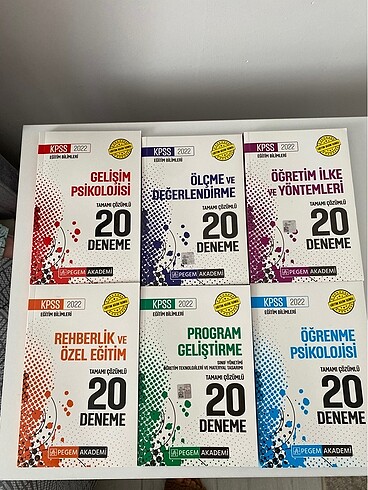 KPSS 2022
EĞİTİM BİLİMLERİ
GELİŞİM
PSİKOLOJİSİ
TAMAMI ÇÖZÜMLÜ
20
DENEME
PEGEM AKADEMİ
KPSS 2022
EĞİTİM BİLİMLERİ
ÖLÇME VE
DEĞERLENDİRME
TAMAMI ÇÖZÜMLÜ
20
DENEME
PEGEM AKADEMİ
KPSS 2022
EĞİTİM BİLİMLERİ
ÖĞRETİM İLKE
VE YÖNTEMLERİ
TAMAMI ÇÖZÜMLÜ
20
DENEME
PEGEM AKADEMİ
KPSS 2022
EĞİTİM BİLİMLERİ
REHBERLİK VE
ÖZEL EĞİTİM
TAMAMI ÇÖZÜMLÜ
20
DENEME
PEGEM AKADEMİ
KPSS 2022
EĞİTİM BİLİMLERİ
PROGRAM
GELİŞTİRME
SINIF YÖNETİMİ
ÖĞRETİM TEKNOLOJİLERİ VE MATERYAL TASARIMI
TAMAMI ÇÖZÜMLÜ
20
DENEME
PEGEM AKADEMİ
KPSS 2022
EĞİTİM BİLİMLERİ
ÖĞRENME
PSİKOLOJİSİ
TAMAMI ÇÖZÜMLÜ
20
DENEME
PEGEM AKADEMİ